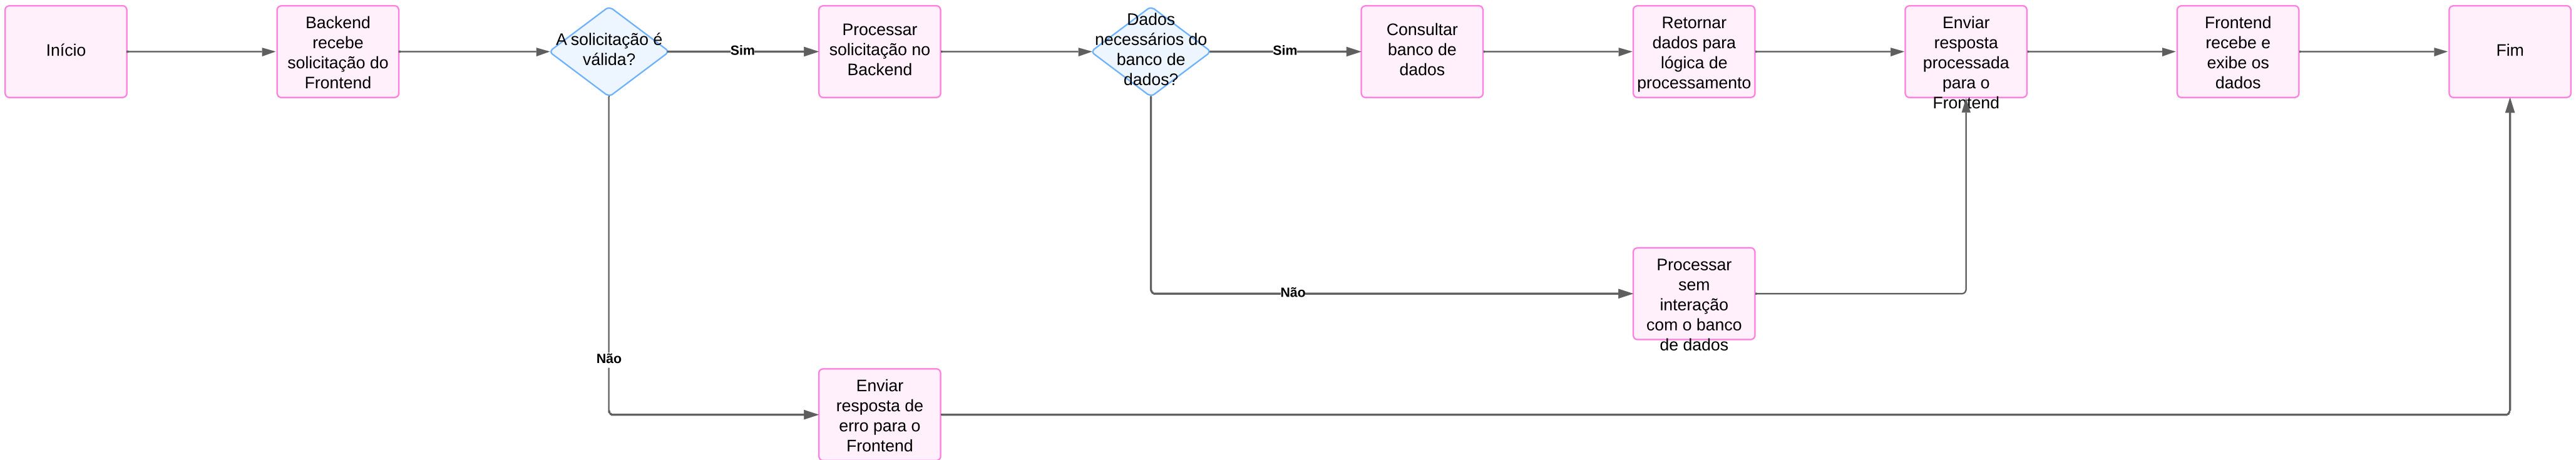 Início
Backend
recebe
solicitação do
Frontend
A solicitação é
válida?
Sim
Processar
solicitação no
Backend
Dados
necessários do
banco de
dados?
Sim
Consultar
banco de
dados
Retornar
dados para
lógica de
processamento
Enviar
resposta
processada
para o
Frontend
Frontend
recebe e
exibe os
dados
Fim
Não
Processar
sem
interação
com o banco
de dados
Não
Enviar
resposta de
erro para o
Frontend